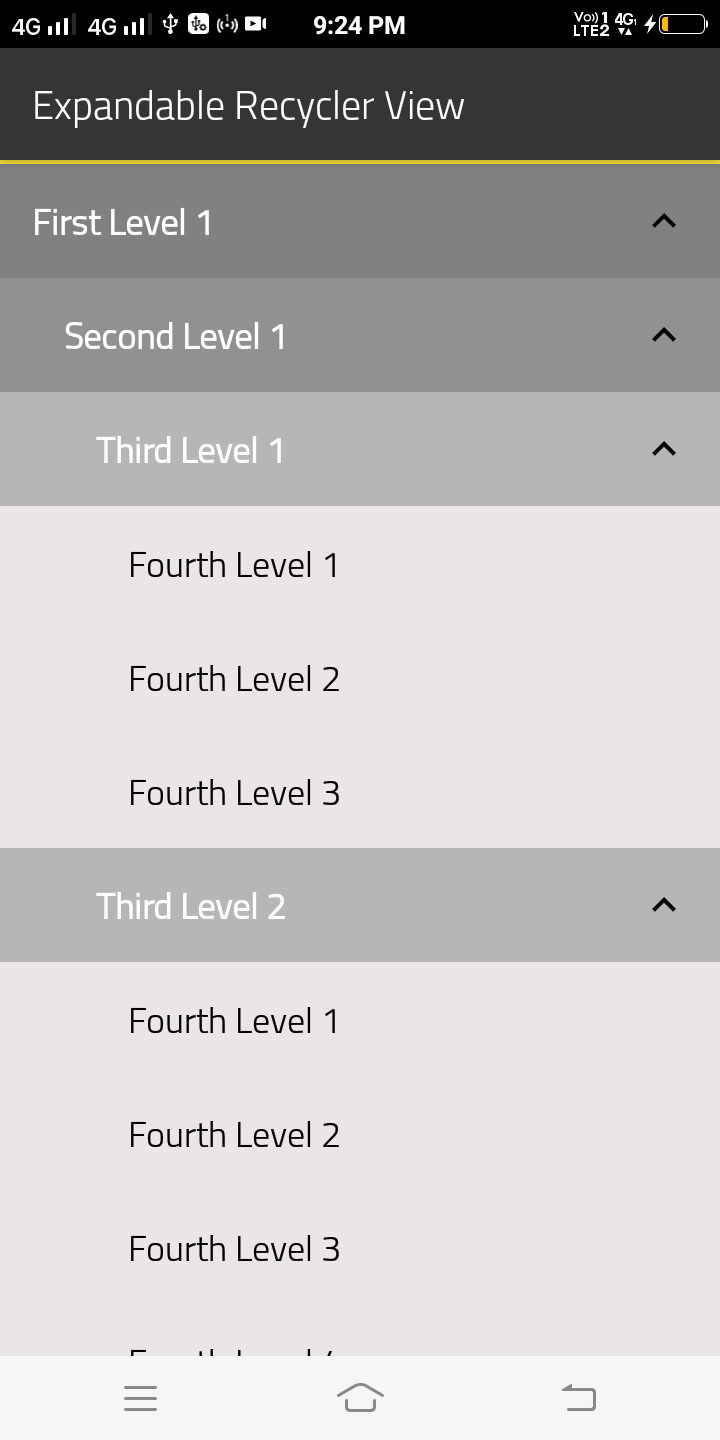 4G 4G 9:24 PM Vo)) 1 4G LTE2
Expandable Recycler View
First Level 1
Second Level 1
Third Level 1
Fourth Level 1
Fourth Level 2
Fourth Level 3
Third Level 2
Fourth Level 1
Fourth Level 2
Fourth Level 3